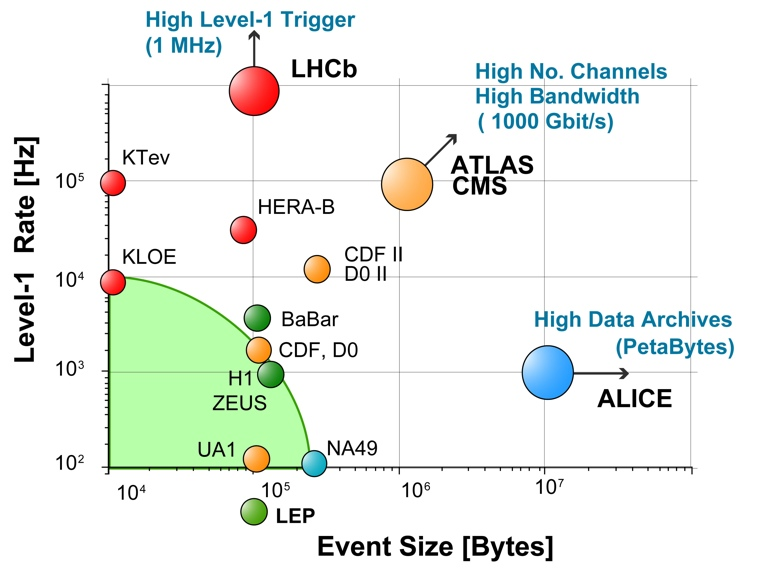 High Level-1 Trigger
(1 MHz)
LHCb
High No. Channels
High Bandwidth
( 1000 Gbit/s)
KTev
ATLAS
CMS
10⁵
HERA-B
Level-1 Rate [Hz]
KLOE
CDF II
D0 II
10⁴
BaBar
High Data Archives
(PetaBytes)
CDF, D0
10³
H1
ZEUS
ALICE
UA1
NA49
10²
10⁴
10⁵
10⁶
10⁷
LEP
Event Size [Bytes]